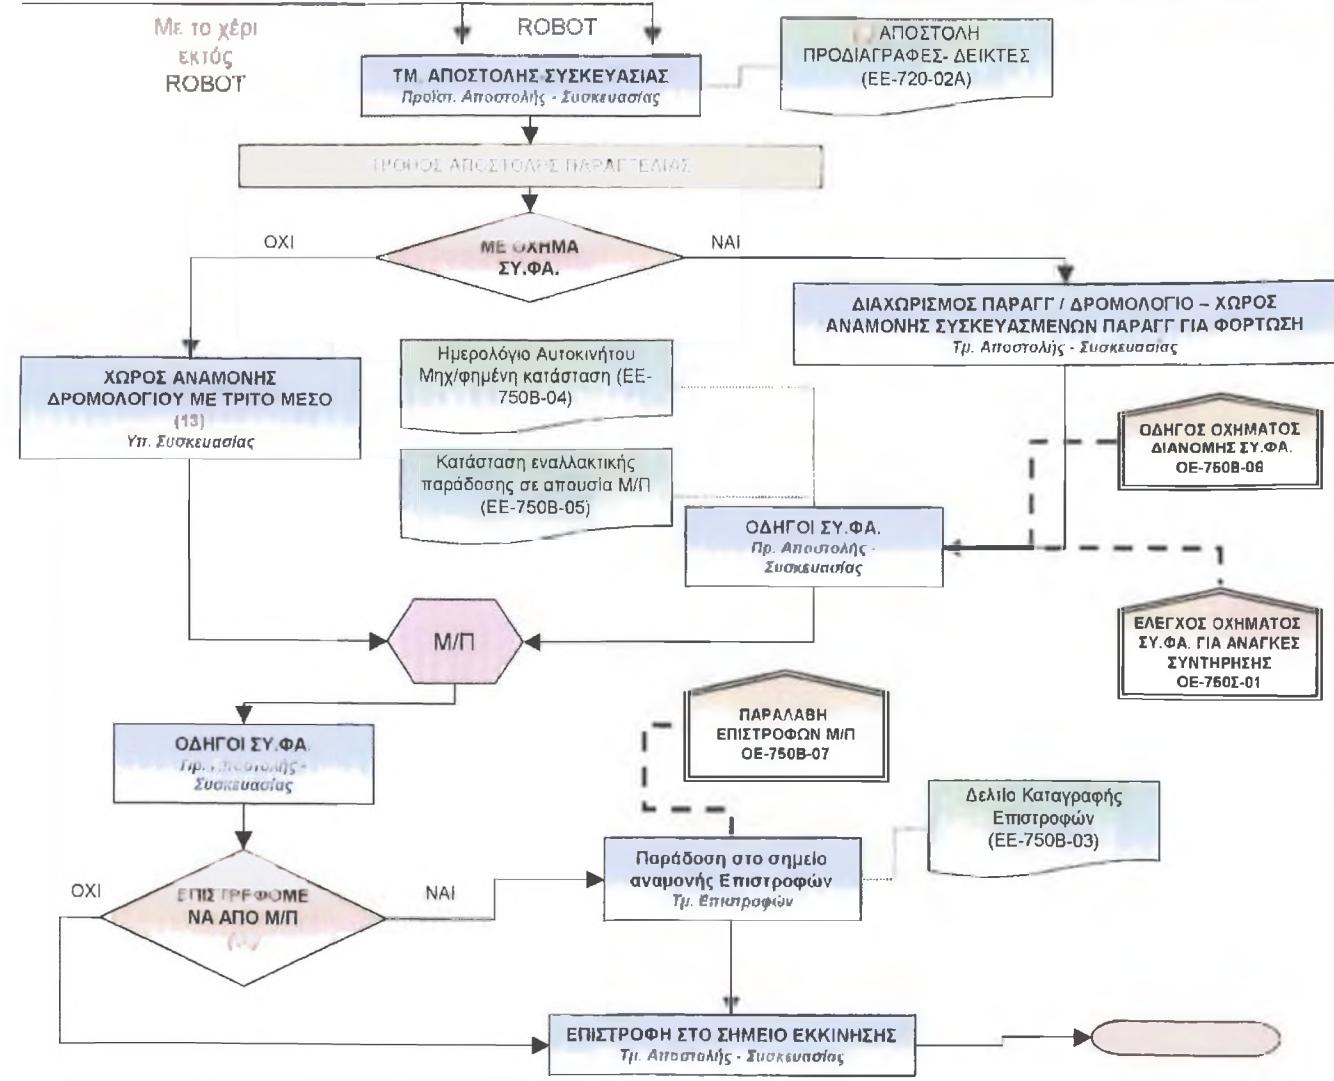 Με το χέρι
εκτός
ROBOT
ROBOT
ΑΠΟΣΤΟΛΗ
ΠΡΟΔΙΑΓΡΑΦΕΣ- ΔΕΙΚΤΕΣ
(ΕΕ-720-02Α)
ΤΜ. ΑΠΟΣΤΟΛΗΣ-ΣΥΣΚΕΥΑΣΙΑΣ
Προϊστ. Αποστολής - Συσκευασίας
ΤΡΟΠΟΣ ΑΠΟΣΤΟΛΗΣ ΠΑΡΑΓΓΕΛΙΑΣ
ΟΧΙ
ΜΕ ΟΧΗΜΑ
ΣΥ.ΦΑ.
ΝΑΙ
ΔΙΑΧΩΡΙΣΜΟΣ ΠΑΡΑΓΓ / ΔΡΟΜΟΛΟΓΙΟ – ΧΩΡΟΣ
ΑΝΑΜΟΝΗΣ ΣΥΣΚΕΥΑΣΜΕΝΩΝ ΠΑΡΑΓΓ ΓΙΑ ΦΟΡΤΩΣΗ
Τμ. Αποστολής - Συσκευασίας
ΧΩΡΟΣ ΑΝΑΜΟΝΗΣ
ΔΡΟΜΟΛΟΓΙΟΥ ΜΕ ΤΡΙΤΟ ΜΕΣΟ
(13)
Υπ. Συσκευασίας
Ημερολόγιο Αυτοκινήτου
Μηχ/φημένη κατάσταση (ΕΕ-
750Β-04)
Κατάσταση εναλλακτικής
παράδοσης σε απουσία Μ/Π
(ΕΕ-750Β-05)
ΟΔΗΓΟΣ ΟΧΗΜΑΤΟΣ
ΔΙΑΝΟΜΗΣ ΣΥ.ΦΑ.
ΟΕ-750Β-06
ΟΔΗΓΟΙ ΣΥ.ΦΑ.
Πρ. Αποστολής -
Συσκευασίας
ΕΛΕΓΧΟΣ ΟΧΗΜΑΤΟΣ
ΣΥ.ΦΑ. ΓΙΑ ΑΝΑΓΚΕΣ
ΣΥΝΤΗΡΗΣΗΣ
ΟΕ-750Σ-01
Μ/Π
ΟΔΗΓΟΙ ΣΥ.ΦΑ.
Πρ. Αποστολής -
Συσκευασίας
ΠΑΡΑΛΑΒΗ
ΕΠΙΣΤΡΟΦΩΝ Μ/Π
ΟΕ-750Β-07
Δελτίο Καταγραφής
Επιστροφών
(ΕΕ-750Β-03)
ΟΧΙ
ΕΠΙΣΤΡΕΦΟΜΕ
ΝΑ ΑΠΟ Μ/Π
ΝΑΙ
Παράδοση στο σημείο
αναμονής Επιστροφών
Τμ. Επιστροφών
ΕΠΙΣΤΡΟΦΗ ΣΤΟ ΣΗΜΕΙΟ ΕΚΚΙΝΗΣΗΣ
Τμ. Αποστολής - Συσκευασίας